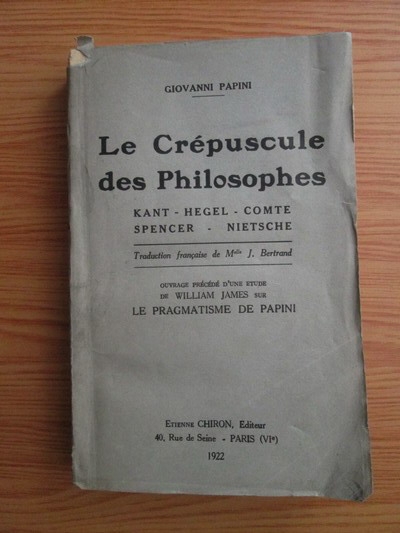 GIOVANNI PAPINI
Le Crépuscule
des Philosophes
KANT - HEGEL - COMTE
SPENCER - NIETSCHE
Traduction française de Mlle J. Bertrand
OUVRAGE PRÉCÉDÉ D'UNE ETUDE
DE WILLIAM JAMES SUR
LE PRAGMATISME DE PAPINI
ETIENNE CHIRON, Editeur
40, Rue de Seine - PARIS (VIe)
1922